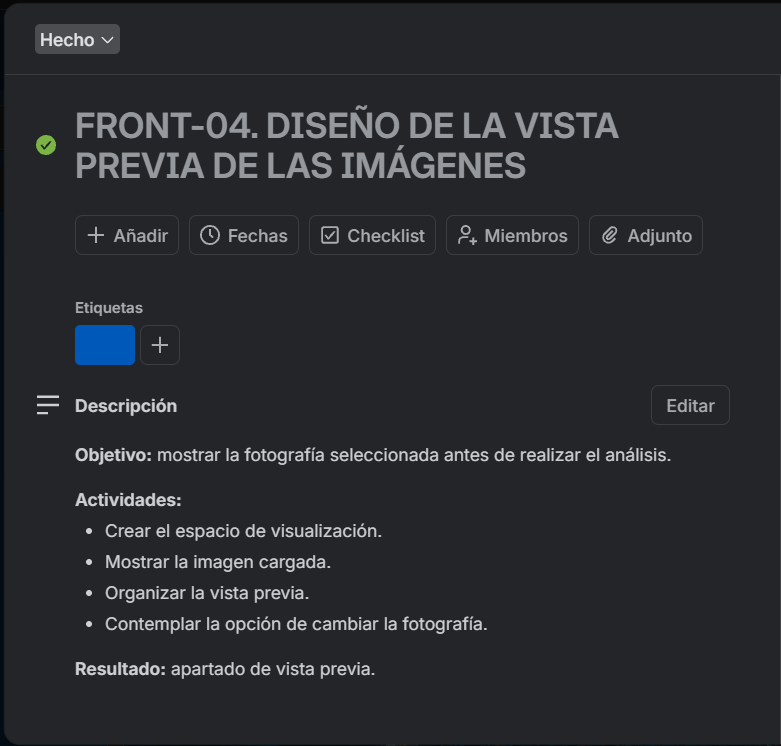 Hecho
FRONT-04. DISEÑO DE LA VISTA
PREVIA DE LAS IMÁGENES
Añadir
Fechas
Checklist
Miembros
Adjunto
Etiquetas
Descripción
Editar
Objetivo: mostrar la fotografía seleccionada antes de realizar el análisis.
Actividades:
• Crear el espacio de visualización.
• Mostrar la imagen cargada.
• Organizar la vista previa.
• Contemplar la opción de cambiar la fotografía.
Resultado: apartado de vista previa.